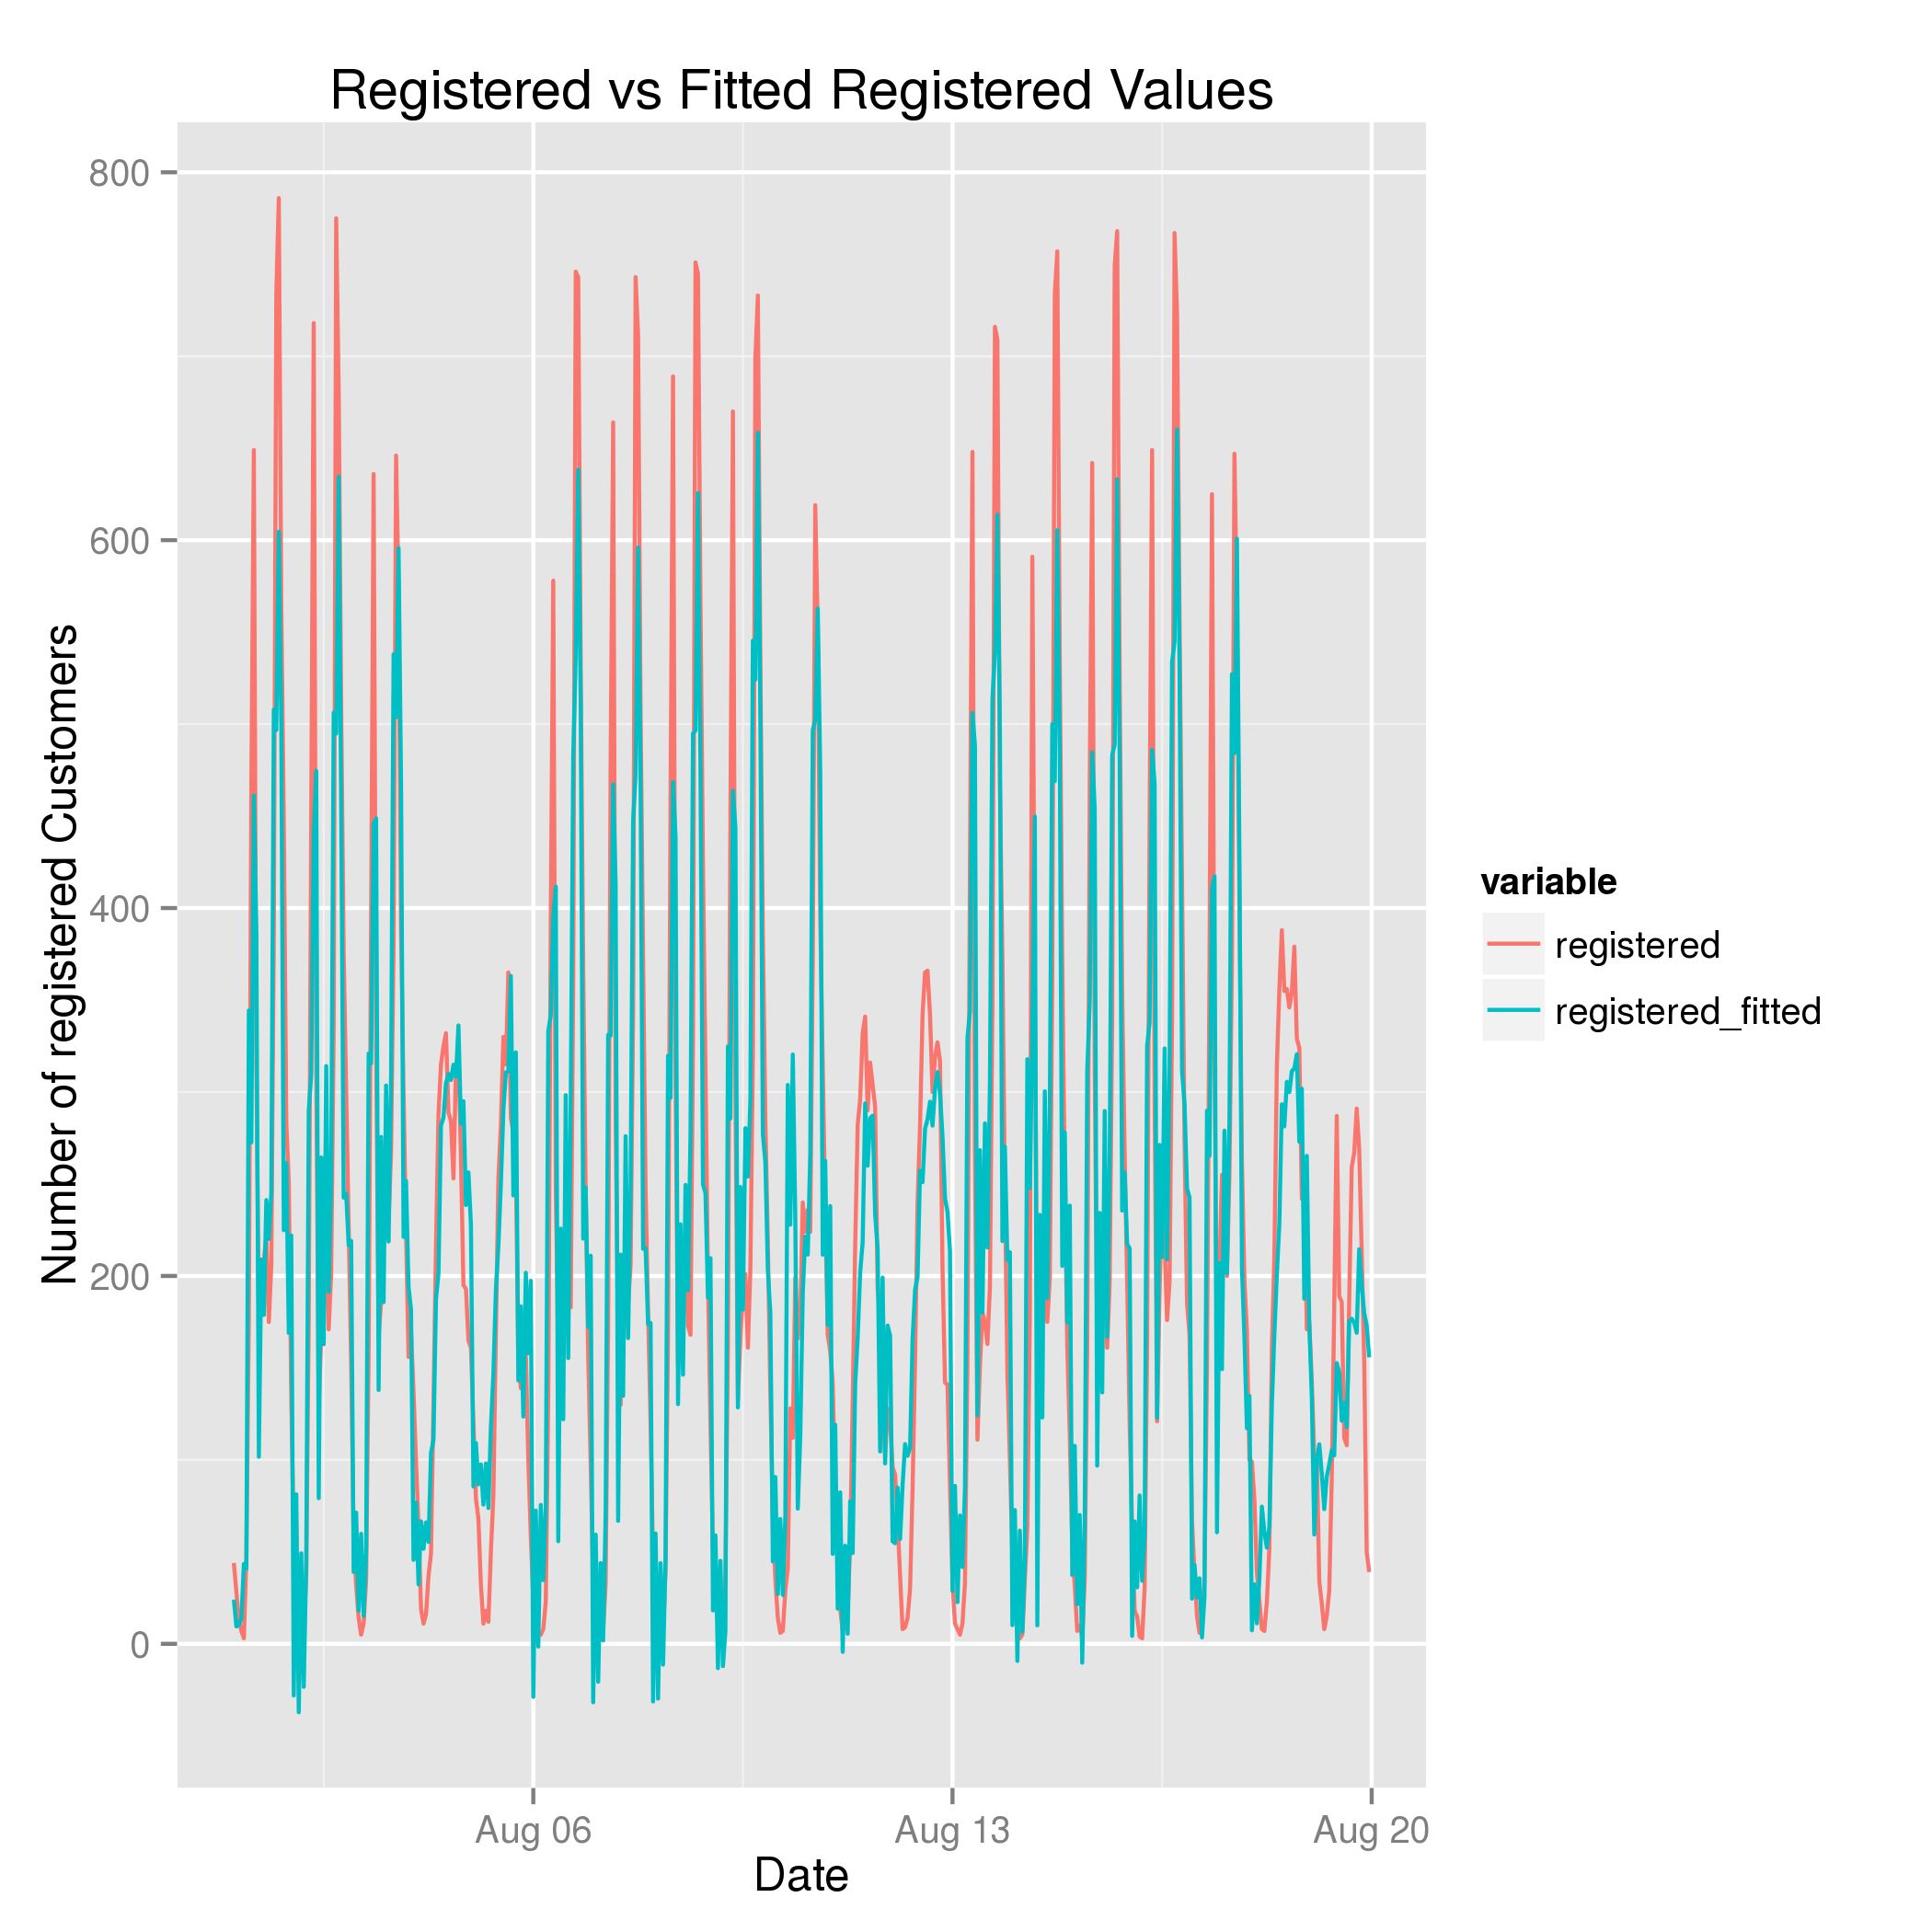 Registered vs Fitted Registered Values
800
600
400
200
0
Number of registered Customers
Aug 06
Aug 13
Aug 20
Date
variable
registered
registered_fitted